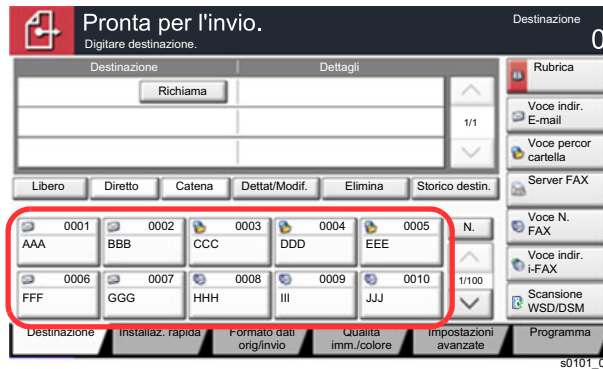 Pronta per l'invio.
Digitare destinazione.
Destinazione
0
Destinazione Dettagli
Richiama
1/1
Rubrica
Voce indir.
E-mail
Voce percor
cartella
Server FAX
Voce N.
FAX
Voce indir.
i-FAX
Scansione
WSD/DSM
Libero Diretto Catena Dettat/Modif. Elimina Storico destin.
0001 0002 0003 0004 0005 N.
AAA BBB CCC DDD EEE
0006 0007 0008 0009 0010 1/100
FFF GGG HHH III JJJ
Destinazione Installaz. rapida Formato dati Qualità Impostazioni Programma
orig/invio imm./colore avanzate
s0101_0